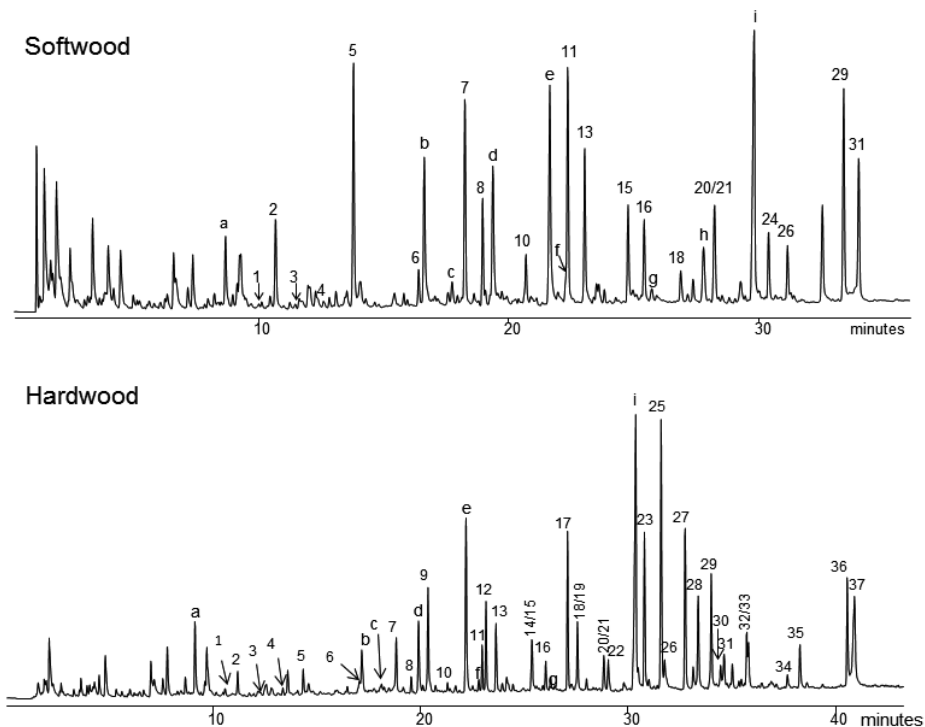 Softwood
a
1
2
3
4
5
6
b
c
7
8
d
10
e
f
11
13
15
16
g
18
h
20/21
i
24
26
29
31
10
20
30
minutes
Hardwood
a
1
2
3
4
5
6
b
c
7
8
d
9
10
e
11
f
12
13
14/15
16
g
17
18/19
20/21
22
i
23
25
26
27
28
29
30
31
32/33
34
35
36
37
10
20
30
40
minutes